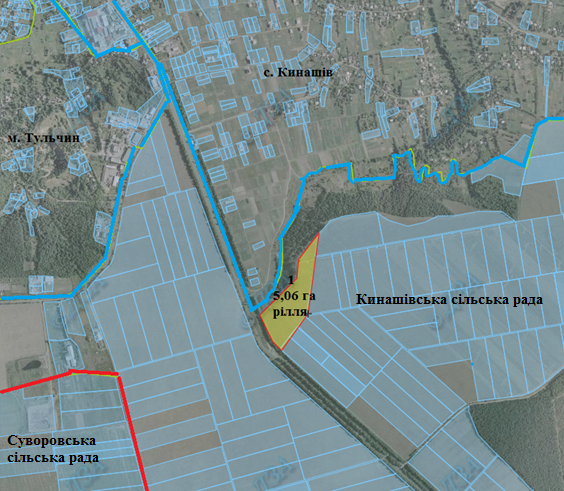 с. Кинашів
м. Тульчин
1
5,06 га
рілля
Кинашівська сільська рада
Суворовська
сільська рада